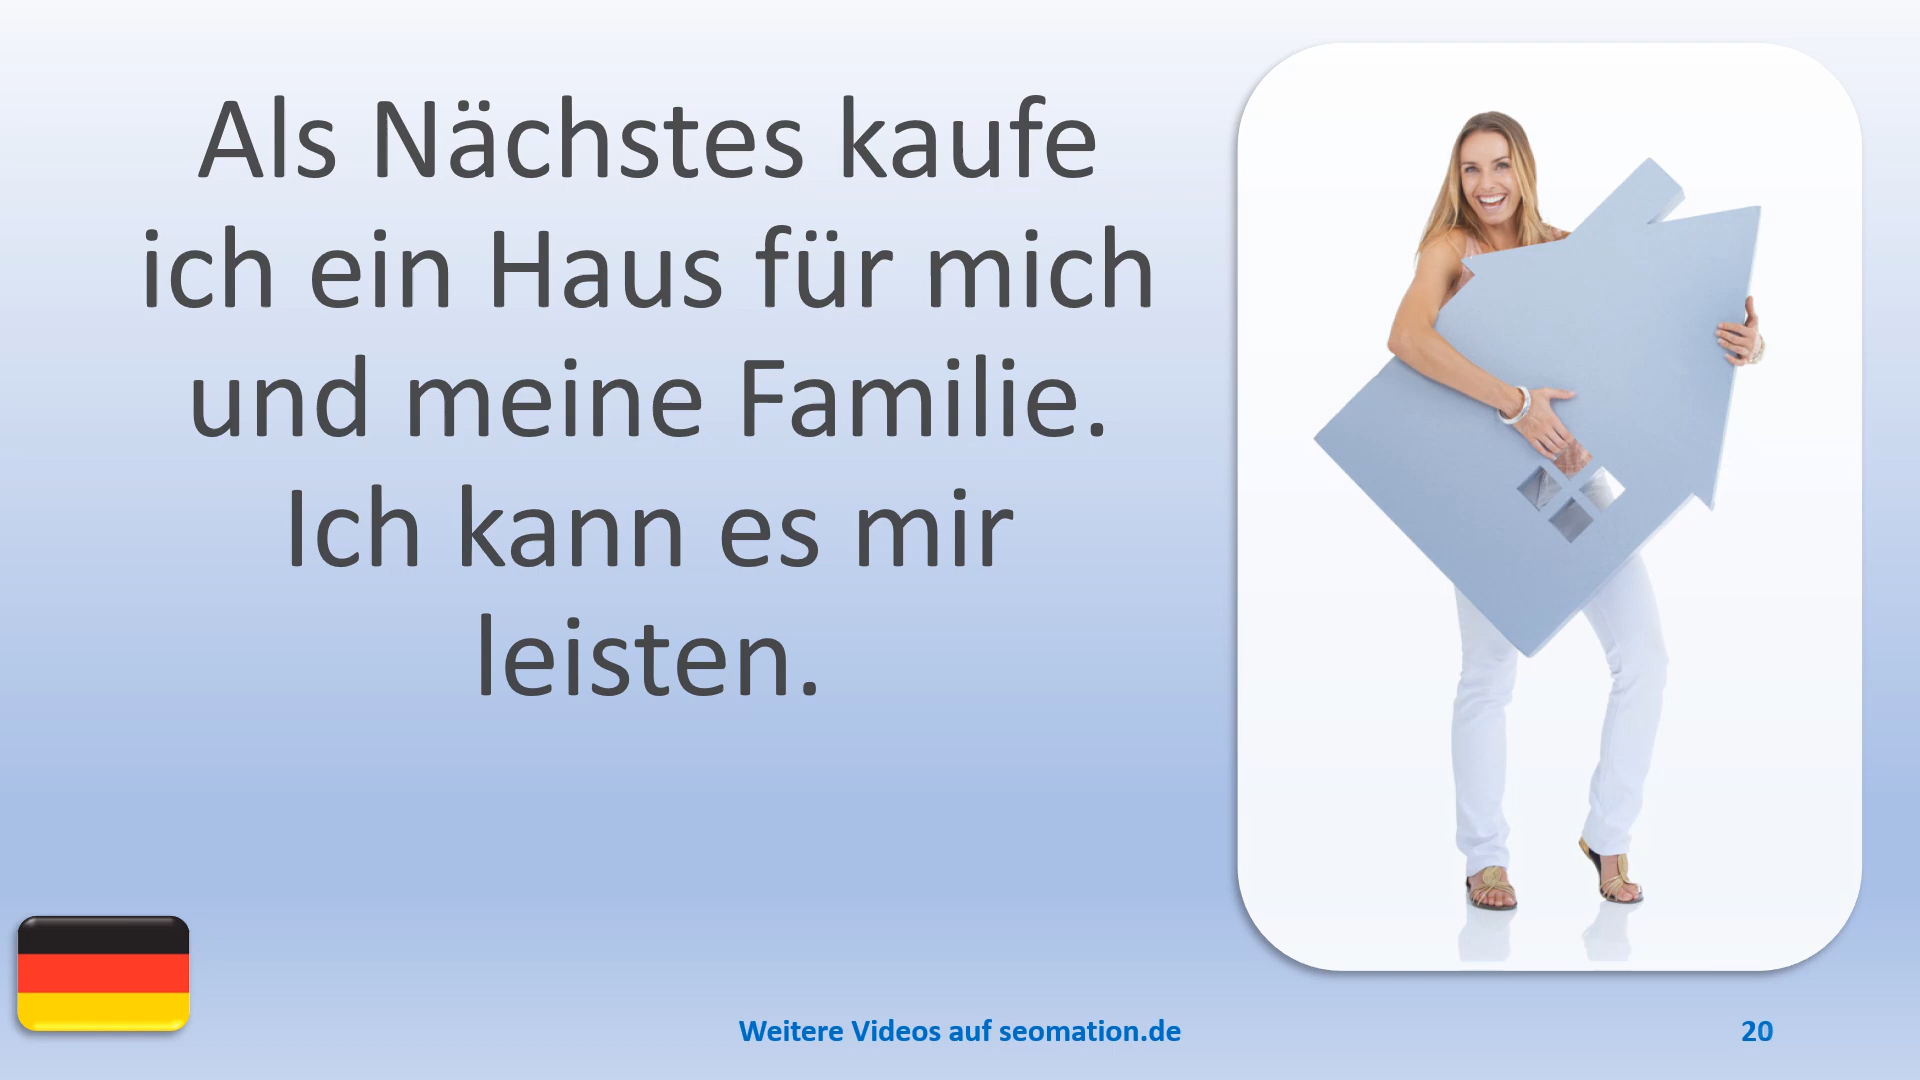 Als Nächstes kaufe
ich ein Haus für mich
und meine Familie.
Ich kann es mir
leisten.
Weitere Videos auf seomation.de
20